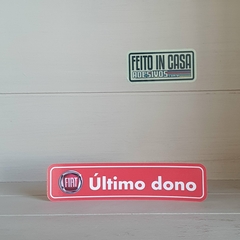 FEITO IN CASA
ADESIVOS
FIAT Último dono